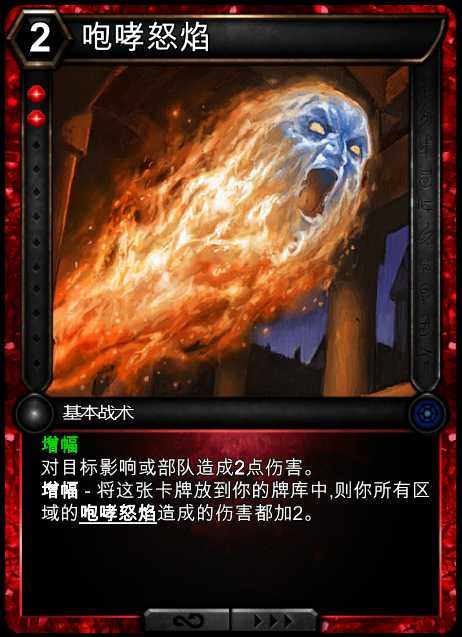 2
咆哮怒焰
基本战术
增幅
对目标影响或部队造成2点伤害。
增幅 - 将这张卡牌放到你的牌库中,则你所有区
域的咆哮怒焰造成的伤害都加2。